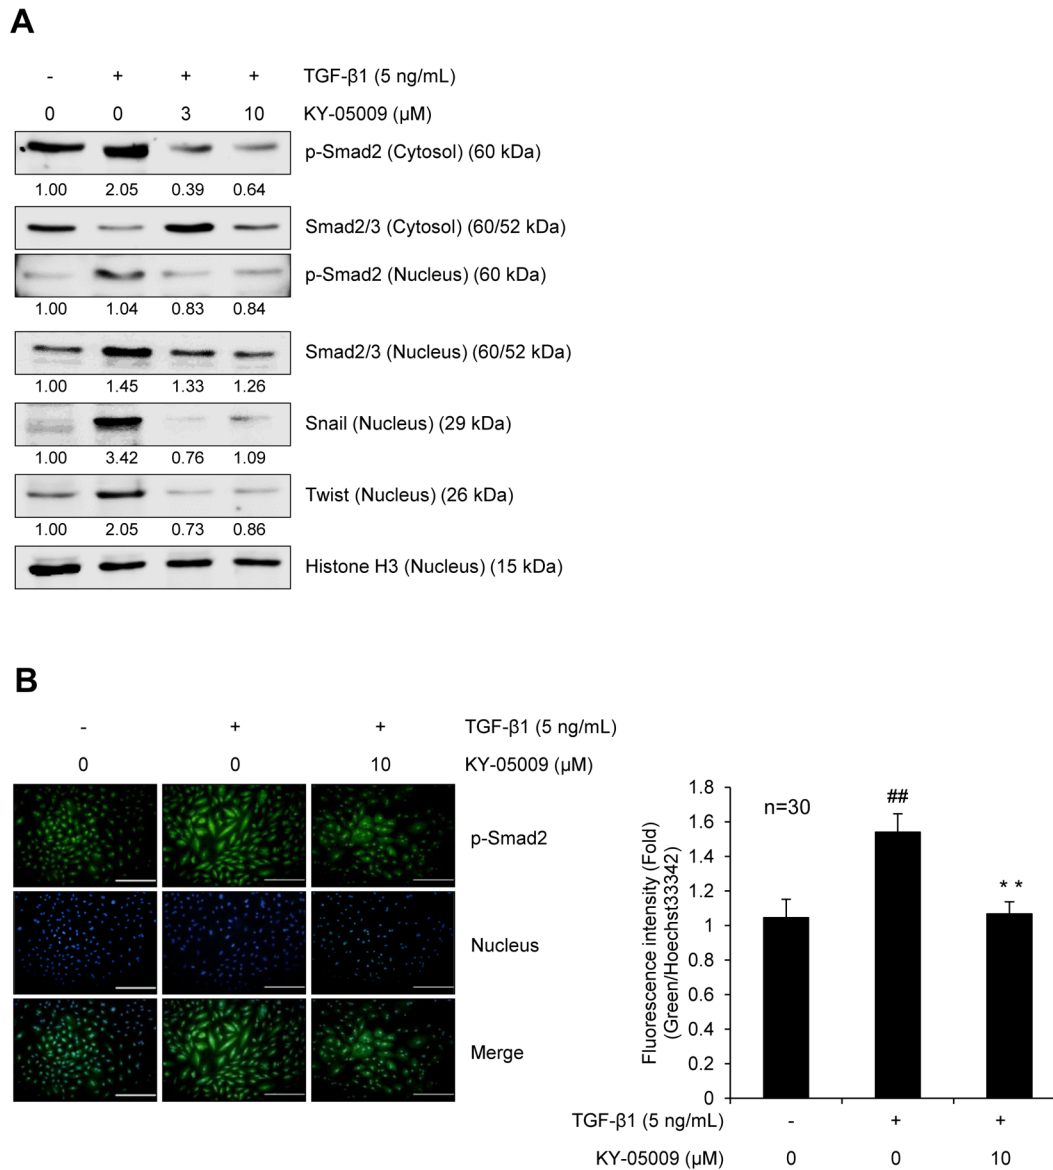 A
- + + + TGF-β1 (5 ng/mL)
0 0 3 10 KY-05009 (μM)
p-Smad2 (Cytosol) (60 kDa)
1.00 2.05 0.39 0.64
Smad2/3 (Cytosol) (60/52 kDa)
p-Smad2 (Nucleus) (60 kDa)
1.00 1.04 0.83 0.84
Smad2/3 (Nucleus) (60/52 kDa)
1.00 1.45 1.33 1.26
Snail (Nucleus) (29 kDa)
1.00 3.42 0.76 1.09
Twist (Nucleus) (26 kDa)
1.00 2.05 0.73 0.86
Histone H3 (Nucleus) (15 kDa)
B
- + + TGF-β1 (5 ng/mL)
0 0 10 KY-05009 (μM)
p-Smad2
Nucleus
Merge
Fluorescence intensity (Fold)
(Green/Hoechst33342)
1.8
1.6
1.4
1.2
1
0.8
0.6
0.4
0.2
0
n=30
##
* *
TGF-β1 (5 ng/mL) - + +
KY-05009 (μM) 0 0 10